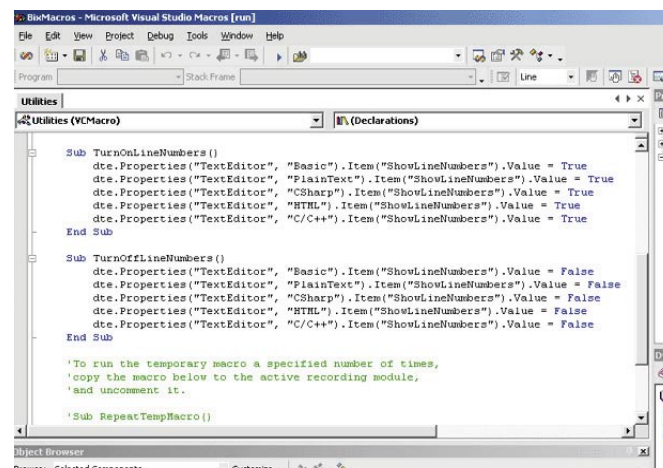 BixMacros - Microsoft Visual Studio Macros [run]
File Edit View Project Debug Tools Window Help
Program Stack Frame Line
Utilities
Utilities (VCMacro) (Declarations)
Sub TurnOnLineNumbers()
dte.Properties("TextEditor", "Basic").Item("ShowLineNumbers").Value = True
dte.Properties("TextEditor", "PlainText").Item("ShowLineNumbers").Value = True
dte.Properties("TextEditor", "CSharp").Item("ShowLineNumbers").Value = True
dte.Properties("TextEditor", "HTML").Item("ShowLineNumbers").Value = True
dte.Properties("TextEditor", "C/C++").Item("ShowLineNumbers").Value = True
End Sub
Sub TurnOffLineNumbers()
dte.Properties("TextEditor", "Basic").Item("ShowLineNumbers").Value = False
dte.Properties("TextEditor", "PlainText").Item("ShowLineNumbers").Value = False
dte.Properties("TextEditor", "CSharp").Item("ShowLineNumbers").Value = False
dte.Properties("TextEditor", "HTML").Item("ShowLineNumbers").Value = False
dte.Properties("TextEditor", "C/C++").Item("ShowLineNumbers").Value = False
End Sub
'To run the temporary macro a specified number of times,
'copy the macro below to the active recording module,
'and uncomment it.
'Sub RepeatTempMacro()
Object Browser
Browse: Selected Components Customize